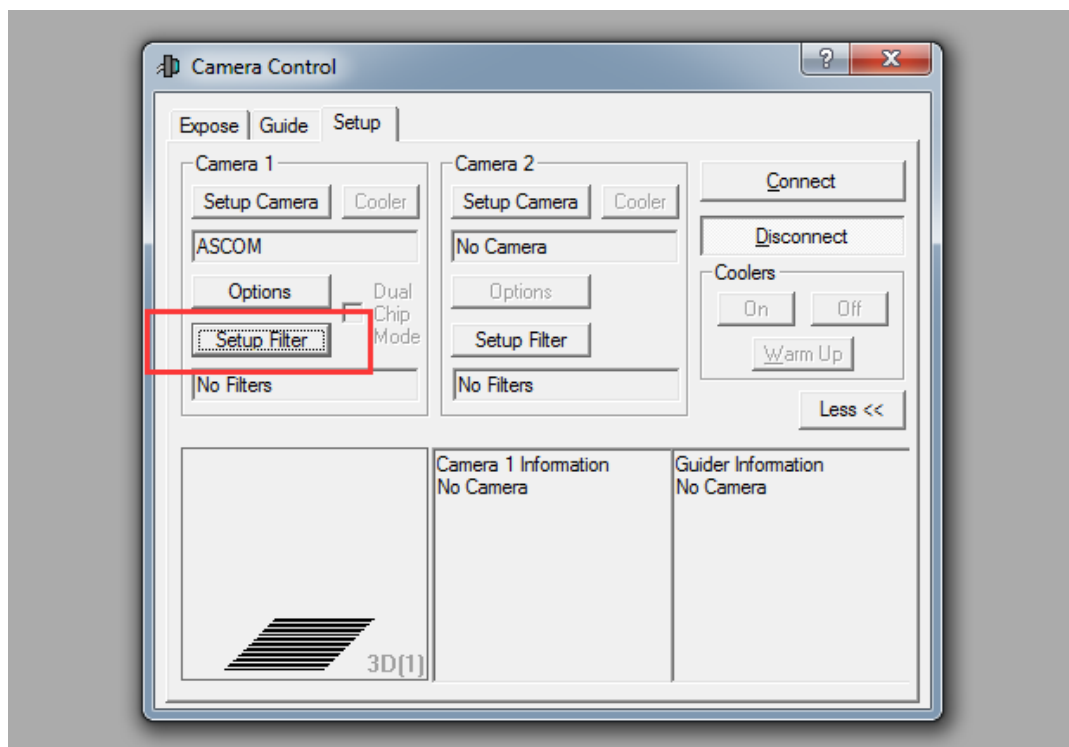 Camera Control
?
X
Expose
Guide
Setup
Camera 1
Setup Camera
Cooler
ASCOM
Options
Dual
Chip
Mode
Setup Filter
No Filters
Camera 2
Setup Camera
Cooler
No Camera
Options
Setup Filter
No Filters
Connect
Disconnect
Coolers
On
Off
Warm Up
Less <<
3D(1)
Camera 1 Information
No Camera
Guider Information
No Camera